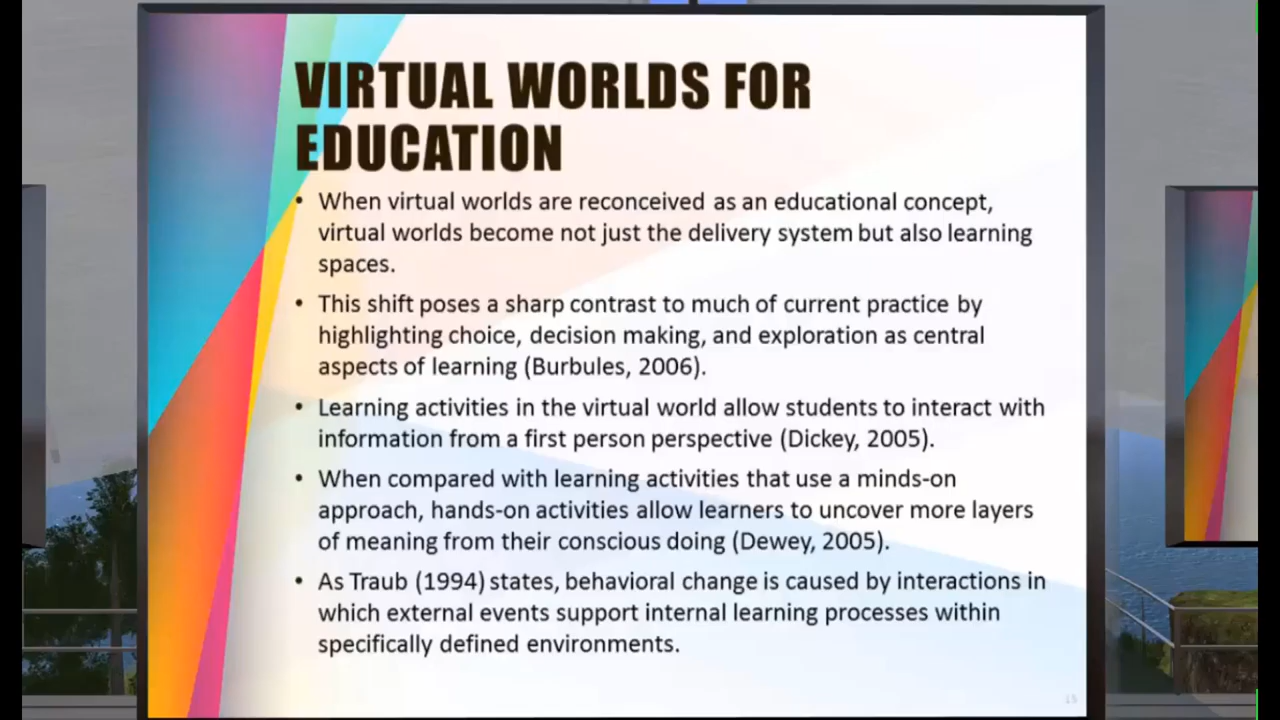 VIRTUAL WORLDS FOR
EDUCATION
• When virtual worlds are reconceived as an educational concept,
virtual worlds become not just the delivery system but also learning
spaces.
• This shift poses a sharp contrast to much of current practice by
highlighting choice, decision making, and exploration as central
aspects of learning (Burbules, 2006).
• Learning activities in the virtual world allow students to interact with
information from a first person perspective (Dickey, 2005).
• When compared with learning activities that use a minds-on
approach, hands-on activities allow learners to uncover more layers
of meaning from their conscious doing (Dewey, 2005).
• As Traub (1994) states, behavioral change is caused by interactions in
which external events support internal learning processes within
specifically defined environments.